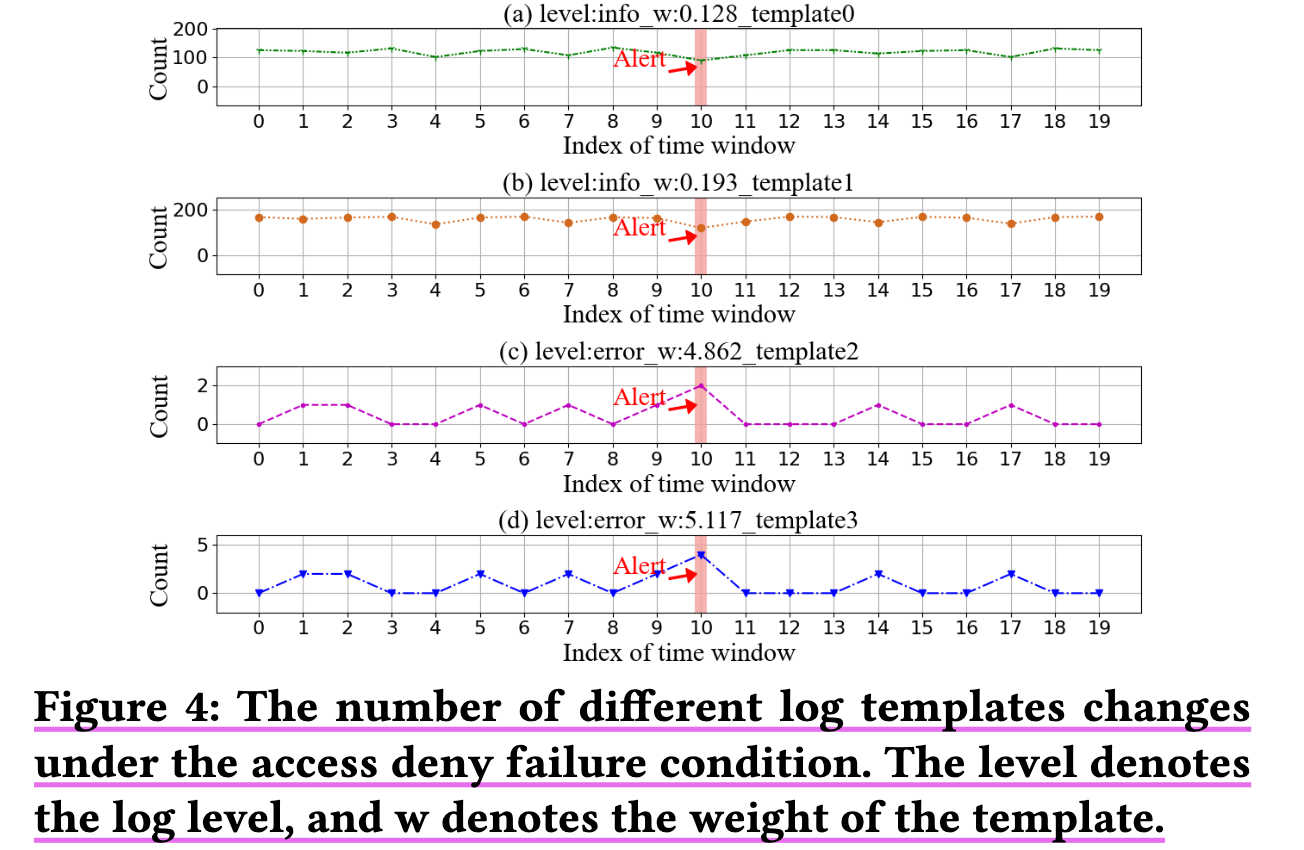 (a) level:info_w:0.128_template0
200
100
0
Count
Alert
0 1 2 3 4 5 6 7 8 9 10 11 12 13 14 15 16 17 18 19
Index of time window
(b) level:info_w:0.193_template1
200
0
Count
Alert
0 1 2 3 4 5 6 7 8 9 10 11 12 13 14 15 16 17 18 19
Index of time window
(c) level:error_w:4.862_template2
2
0
Count
Alert
0 1 2 3 4 5 6 7 8 9 10 11 12 13 14 15 16 17 18 19
Index of time window
(d) level:error_w:5.117_template3
5
0
Count
Alert
0 1 2 3 4 5 6 7 8 9 10 11 12 13 14 15 16 17 18 19
Index of time window
Figure 4: The number of different log templates changes
under the access deny failure condition. The level denotes
the log level, and w denotes the weight of the template.